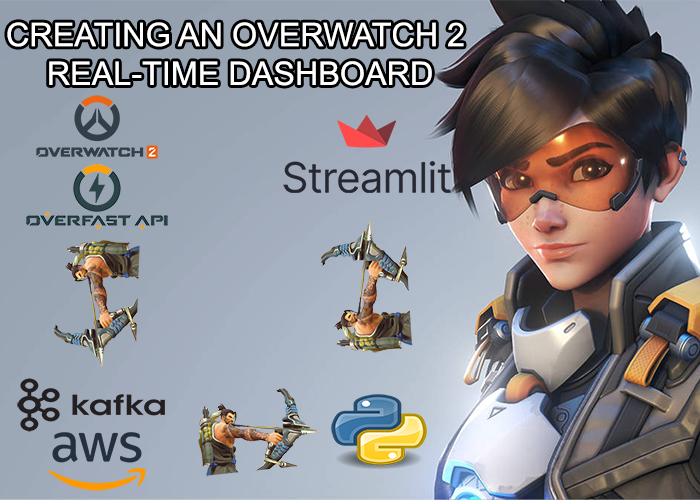 CREATING AN OVERWATCH 2
REAL-TIME DASHBOARD
OVERWATCH 2
Streamlit
OVERFAST API
kafka
aws